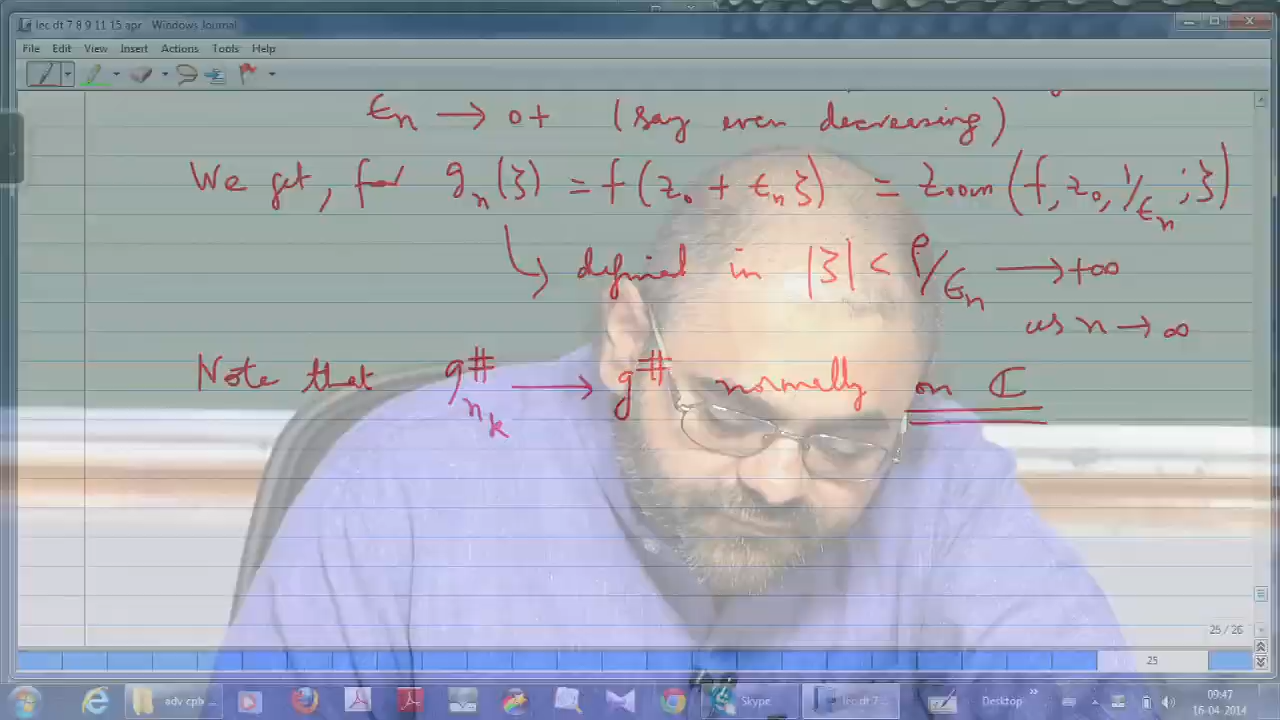 lec dt 7 8 9 11 15 apr - Windows Journal
File Edit View Insert Actions Tools Help
ϵₙ → 0+ (say even decreasing)
We get, for gₙ(ξ) = f(z₀ + ϵₙξ) = Zoom(f, z₀, 1/ϵₙ; ξ)
↳ defined in |ξ| < ρ/ϵₙ → +∞
as n → ∞
Note that g#ₙₖ → g# normally on ℂ
25 / 26
25
adv cpb ...
Skype
lec dt 7 ...
Desktop
09:47
16-04-2014